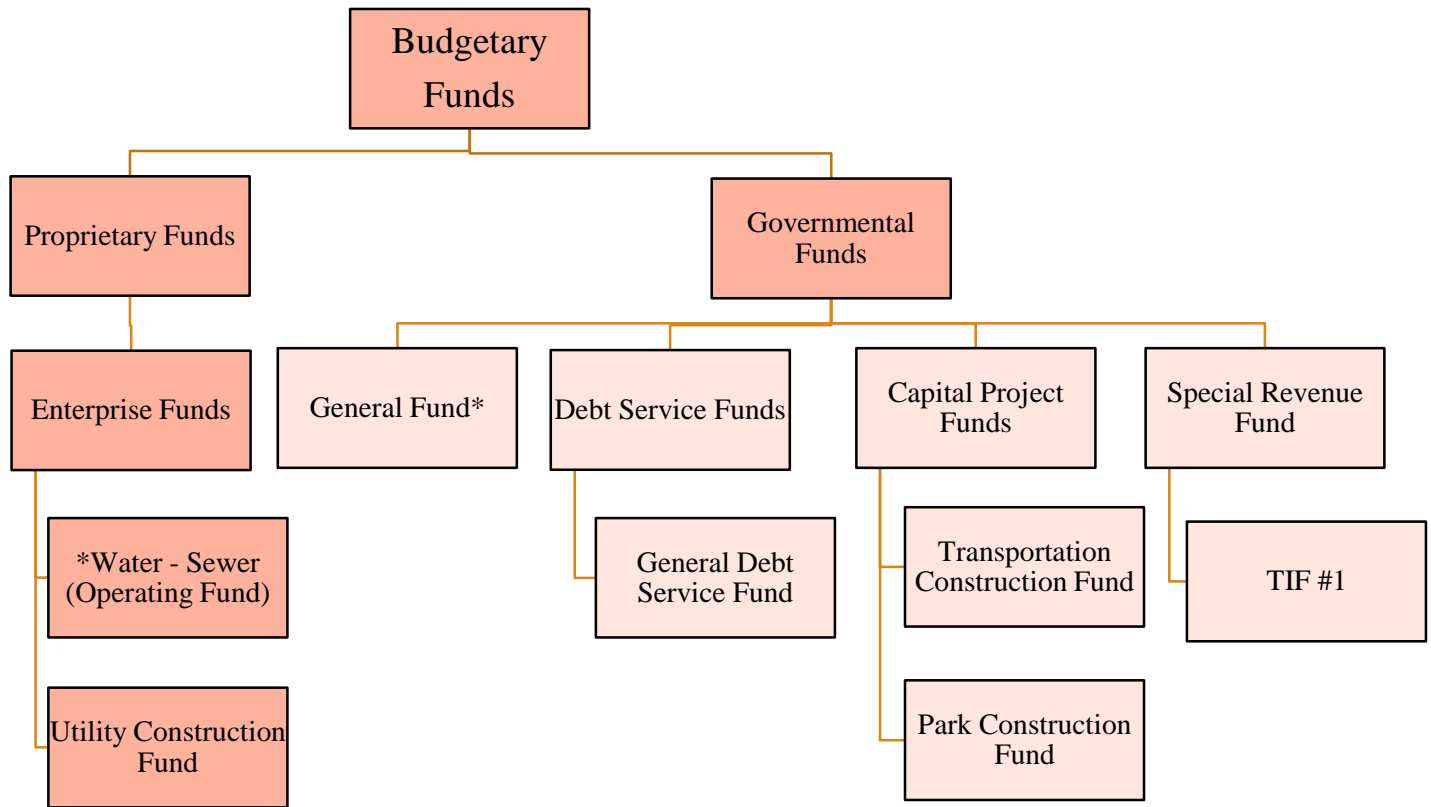 Budgetary
Funds
Proprietary Funds
Governmental
Funds
Enterprise Funds
General Fund*
Debt Service Funds
Capital Project
Funds
Special Revenue
Fund
*Water - Sewer
(Operating Fund)
General Debt
Service Fund
Transportation
Construction Fund
TIF #1
Utility Construction
Fund
Park Construction
Fund